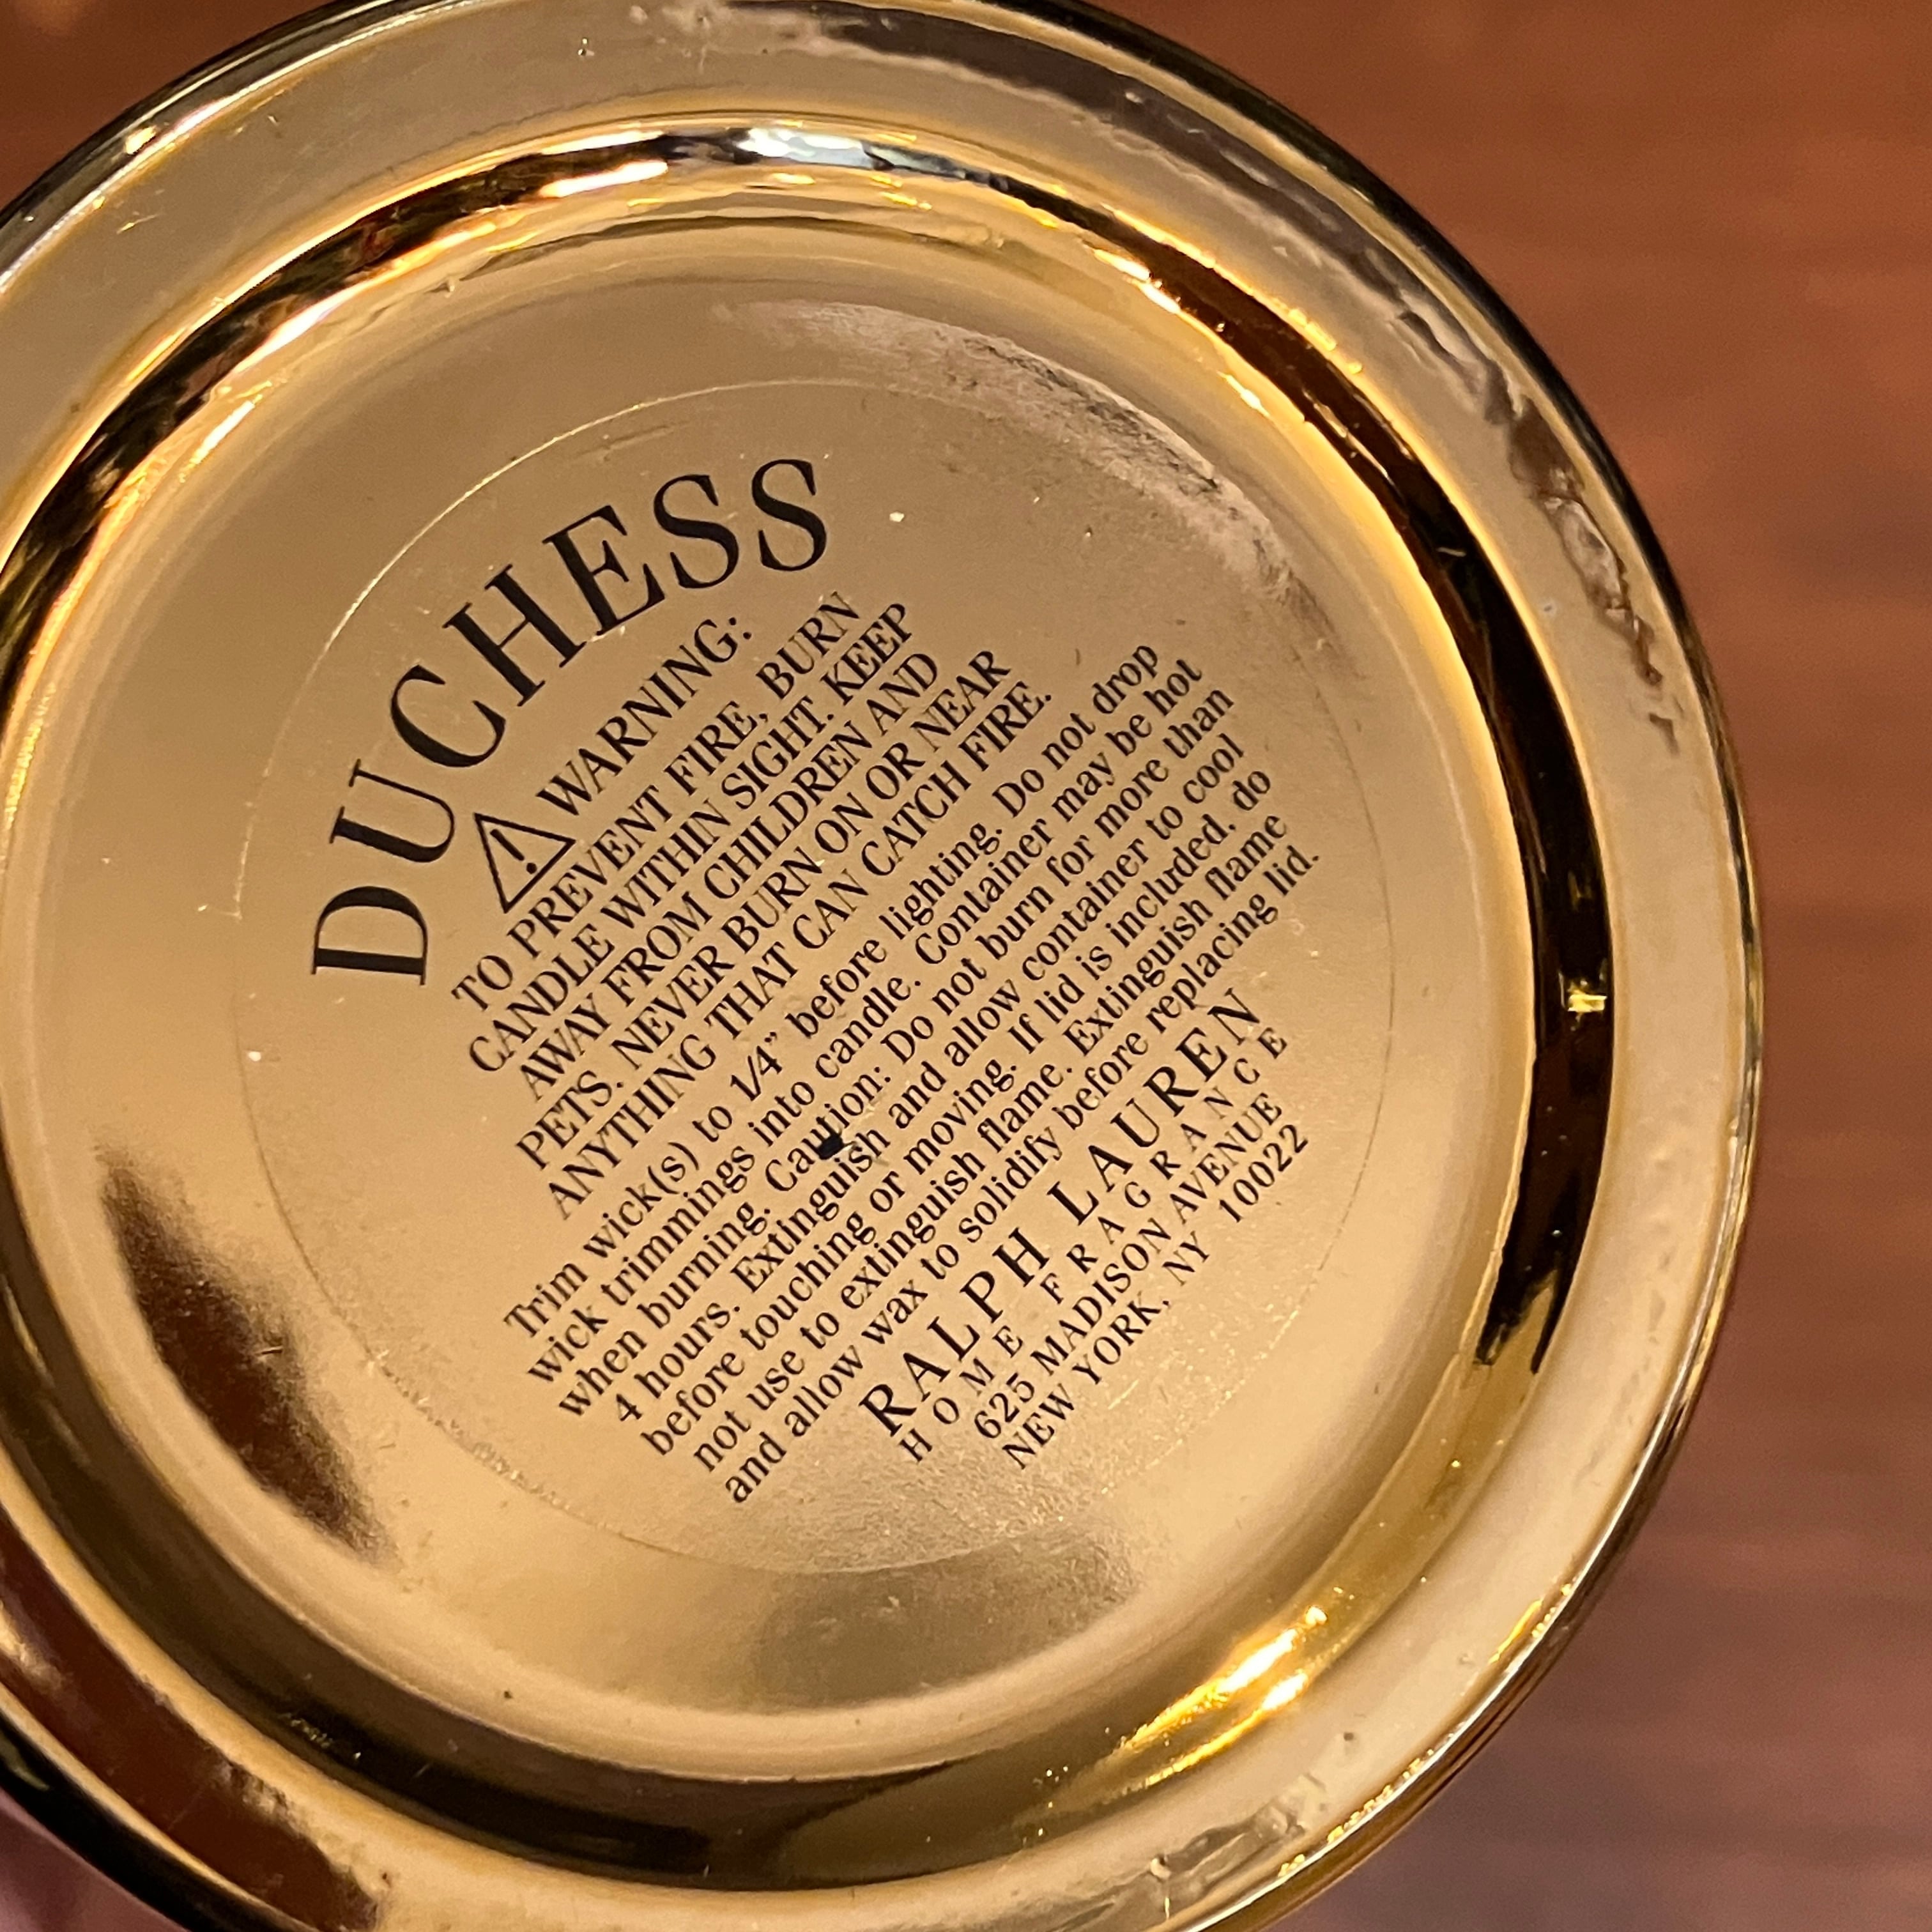 DUCHESS
⚠ WARNING:
TO PREVENT FIRE, BURN
CANDLE WITHIN SIGHT. KEEP
AWAY FROM CHILDREN AND
PETS. NEVER BURN ON OR NEAR
ANYTHING THAT CAN CATCH FIRE.
Trim wick(s) to 1/4” before lighting. Do not drop
wick trimmings into candle. Container may be hot
when burning. Caution: Do not burn for more than
4 hours. Extinguish and allow container to cool
before touching or moving. If lid is included, do
not use to extinguish flame. Extinguish flame
and allow wax to solidify before replacing lid.
RALPH LAUREN
HOME FRAGRANCE
625 MADISON AVENUE
NEW YORK, NY 10022